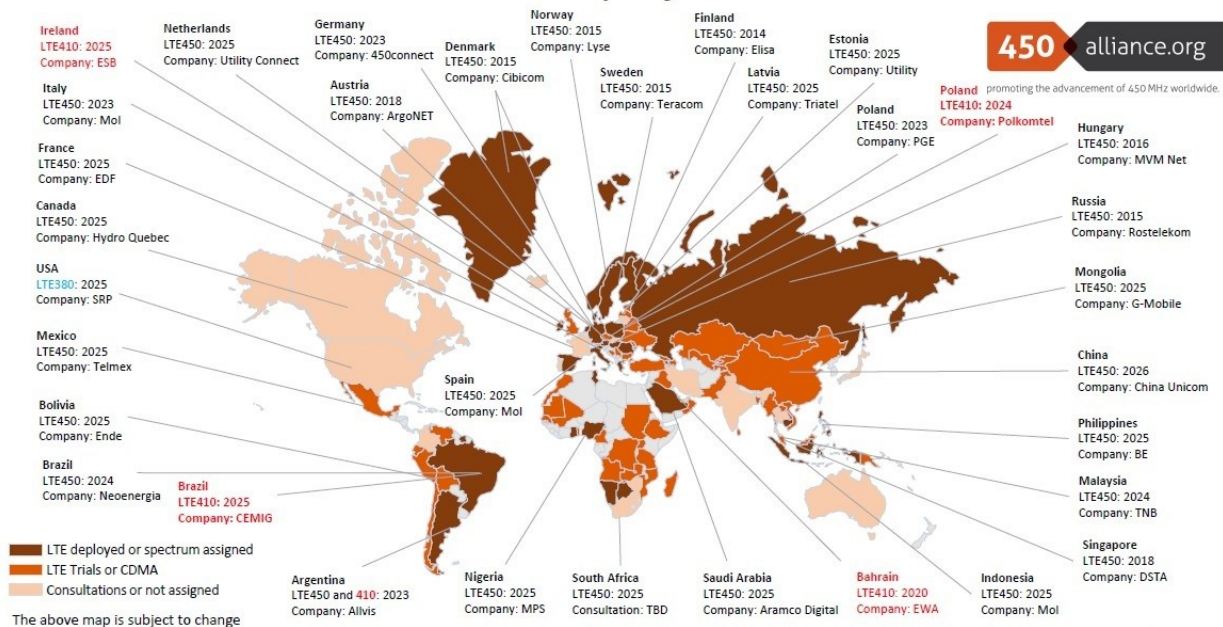 Ireland
LTE410: 2025
Company: ESB
Netherlands
LTE450: 2025
Company: Utility Connect
Germany
LTE450: 2023
Company: 450connect
Denmark
LTE450: 2015
Company: Cibicom
Norway
LTE450: 2015
Company: Lyse
Finland
LTE450: 2014
Company: Elisa
Estonia
LTE450: 2025
Company: Utility
450 alliance.org
promoting the advancement of 450 MHz worldwide.
Italy
LTE450: 2023
Company: MoI
Austria
LTE450: 2018
Company: ArgoNET
Sweden
LTE450: 2015
Company: Teracom
Latvia
LTE450: 2025
Company: Triatel
Poland
LTE450: 2023
Company: PGE
Poland
LTE410: 2024
Company: Polkomtel
Hungary
LTE450: 2016
Company: MVM Net
France
LTE450: 2025
Company: EDF
Canada
LTE450: 2025
Company: Hydro Quebec
Russia
LTE450: 2015
Company: Rostelekom
USA
LTE380: 2025
Company: SRP
Mongolia
LTE450: 2025
Company: G-Mobile
Mexico
LTE450: 2025
Company: Telmex
China
LTE450: 2026
Company: China Unicom
Spain
LTE450: 2025
Company: MoI
Bolivia
LTE450: 2025
Company: Ende
Philippines
LTE450: 2025
Company: BE
Brazil
LTE450: 2024
Company: Neoenergia
Brazil
LTE410: 2025
Company: CEMIG
Malaysia
LTE450: 2024
Company: TNB
Singapore
LTE450: 2018
Company: DSTA
LTE deployed or spectrum assigned
LTE Trials or CDMA
Consultations or not assigned
The above map is subject to change
Argentina
LTE450 and 410: 2023
Company: Allvis
Nigeria
LTE450: 2025
Company: MPS
South Africa
LTE450: 2025
Consultation: TBD
Saudi Arabia
LTE450: 2025
Company: Aramco Digital
Bahrain
LTE410: 2020
Company: EWA
Indonesia
LTE450: 2025
Company: MoI